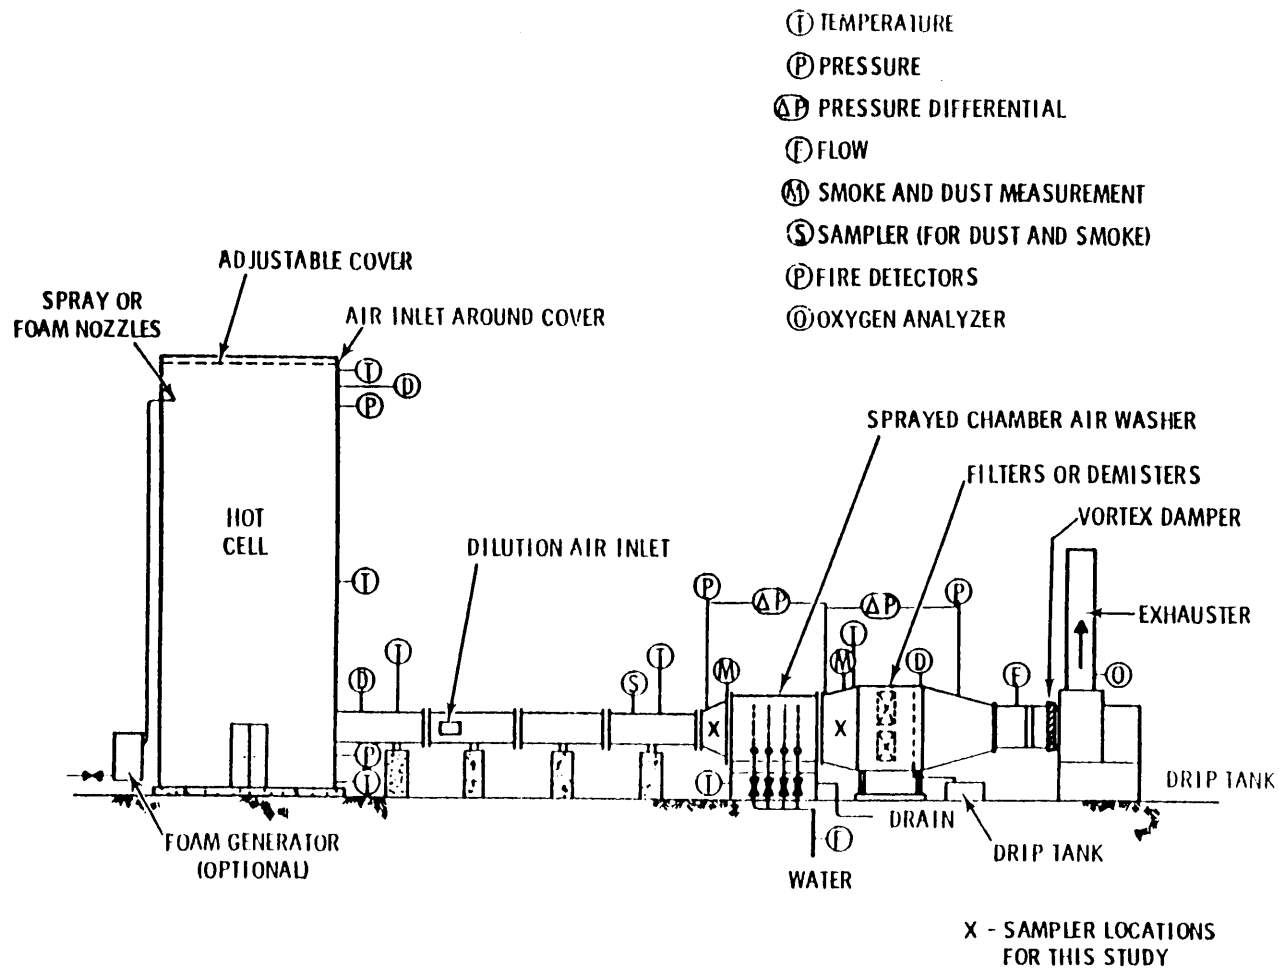 T TEMPERATURE
P PRESSURE
ΔP PRESSURE DIFFERENTIAL
F FLOW
M SMOKE AND DUST MEASUREMENT
S SAMPLER (FOR DUST AND SMOKE)
P FIRE DETECTORS
O OXYGEN ANALYZER
ADJUSTABLE COVER
SPRAY OR
FOAM NOZZLES
AIR INLET AROUND COVER
T
D
P
SPRAYED CHAMBER AIR WASHER
FILTERS OR DEMISTERS
VORTEX DAMPER
HOT
CELL
DILUTION AIR INLET
T
P
ΔP
ΔP
P
EXHAUSTER
T
T
T
D
S
M
M
D
F
O
X
X
P
T
T
DRIP TANK
FOAM GENERATOR
(OPTIONAL)
DRAIN
F
DRIP TANK
WATER
X - SAMPLER LOCATIONS
FOR THIS STUDY